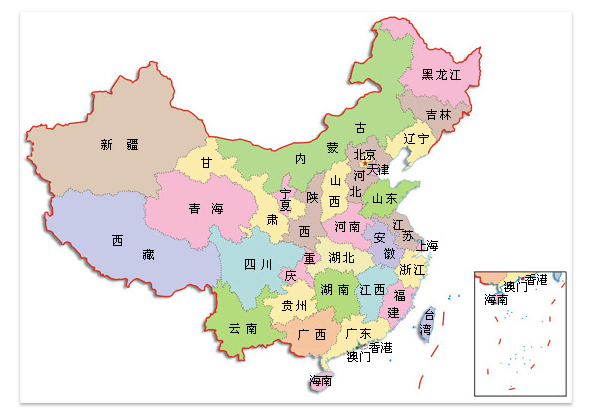 黑龙江
吉林
辽宁
内蒙古
北京
天津
河北
新疆
甘肃
宁夏
山西
陕西
山东
青海
河南
江苏
西藏
安徽
上海
四川
重庆
湖北
浙江
湖南
江西
福建
贵州
云南
广西
广东
台湾
香港
澳门
海南
香港
澳门
海南